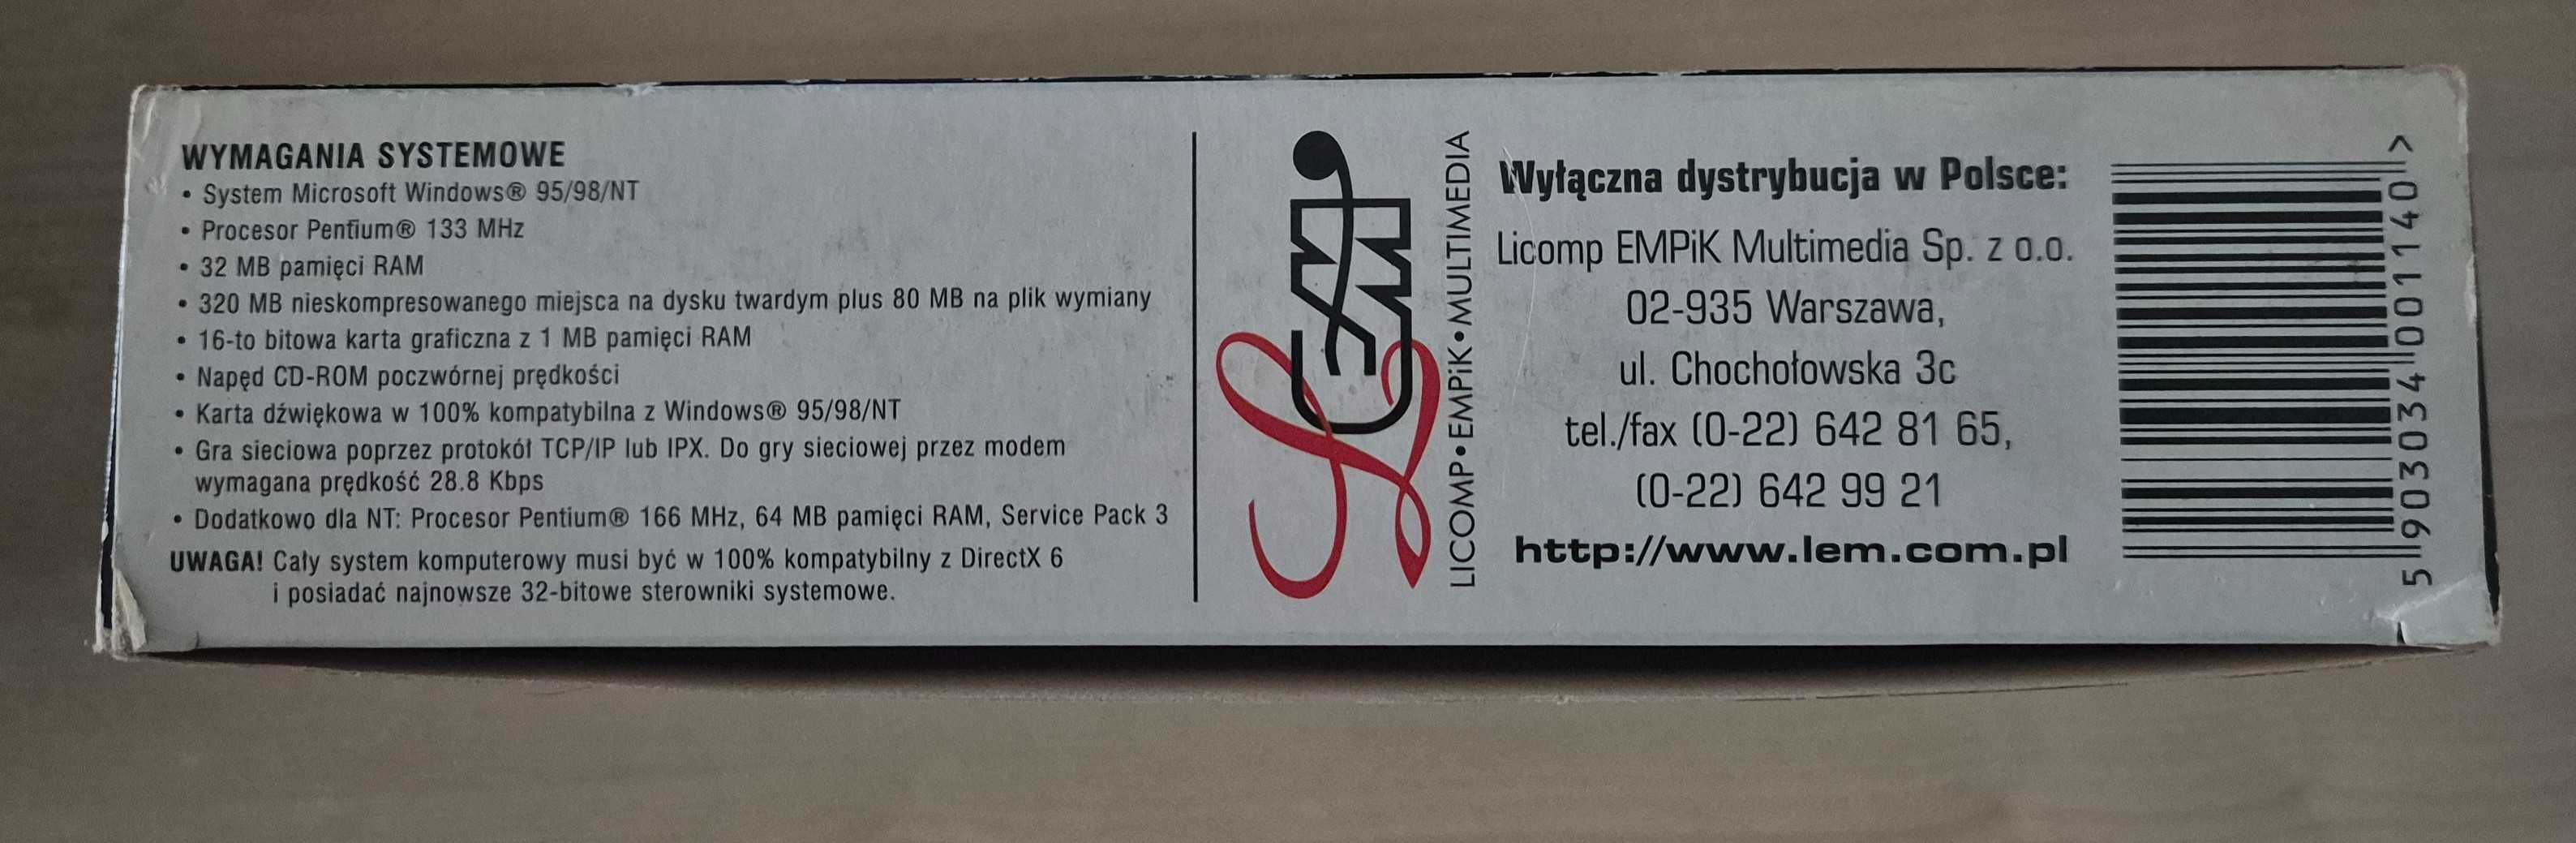 WYMAGANIA SYSTEMOWE
• System Microsoft Windows® 95/98/NT
• Procesor Pentium® 133 MHz
• 32 MB pamięci RAM
• 320 MB nieskompresowanego miejsca na dysku twardym plus 80 MB na plik wymiany
• 16-to bitowa karta graficzna z 1 MB pamięci RAM
• Napęd CD-ROM poczwórnej prędkości
• Karta dźwiękowa w 100% kompatybilna z Windows® 95/98/NT
• Gra sieciowa poprzez protokół TCP/IP lub IPX. Do gry sieciowej przez modem
wymagana prędkość 28.8 Kbps
• Dodatkowo dla NT: Procesor Pentium® 166 MHz, 64 MB pamięci RAM, Service Pack 3
UWAGA! Cały system komputerowy musi być w 100% kompatybilny z DirectX 6
i posiadać najnowsze 32-bitowe sterowniki systemowe.
LEM
LICOMP•EMPiK•MULTIMEDIA
Wyłączna dystrybucja w Polsce:
Licomp EMPiK Multimedia Sp. z o.o.
02-935 Warszawa,
ul. Chochołowska 3c
tel./fax (0-22) 642 81 65,
(0-22) 642 99 21
http://www.lem.com.pl
5 903034 001140 >